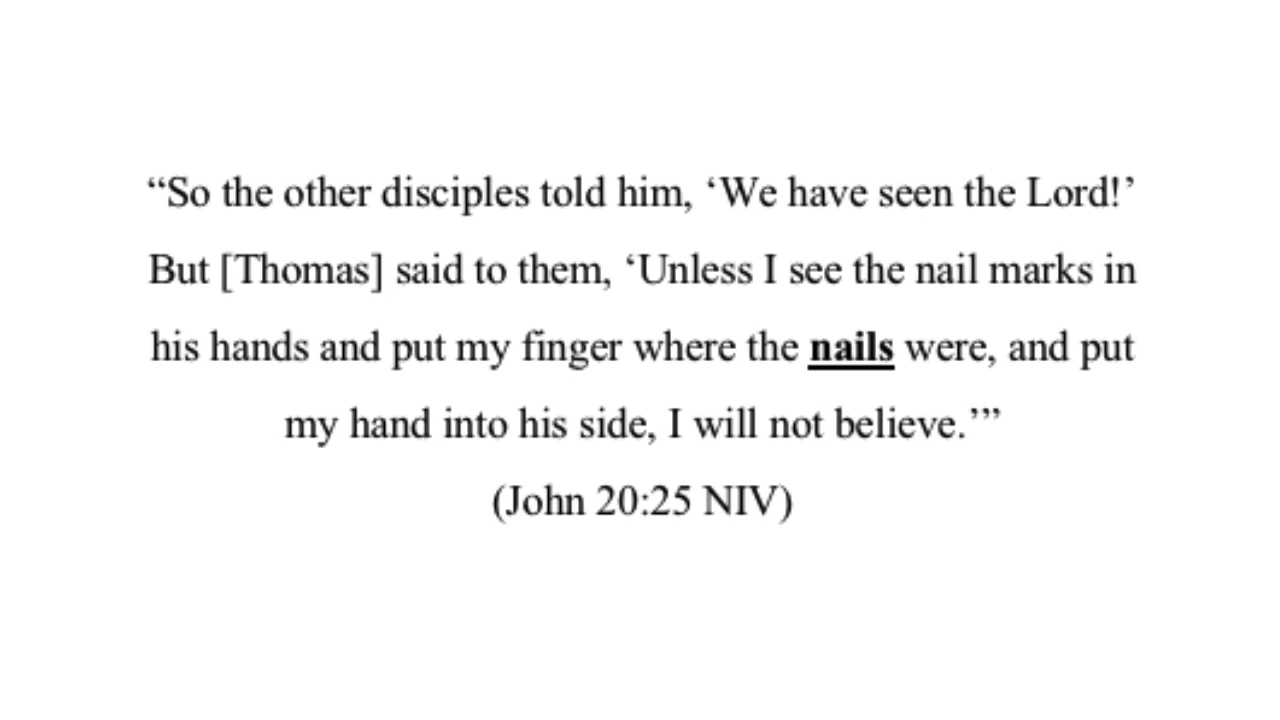 “So the other disciples told him, ‘We have seen the Lord!’
But [Thomas] said to them, ‘Unless I see the nail marks in
his hands and put my finger where the nails were, and put
my hand into his side, I will not believe.’”
(John 20:25 NIV)